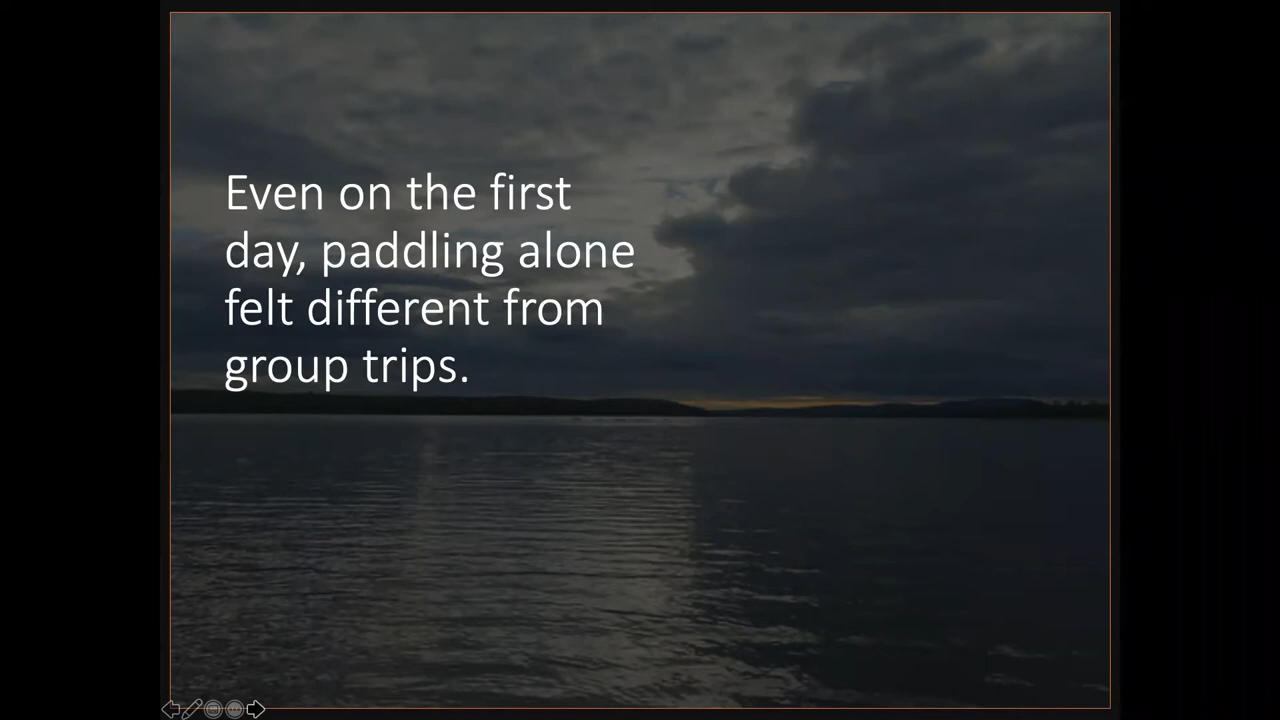 Even on the first
day, paddling alone
felt different from
group trips.